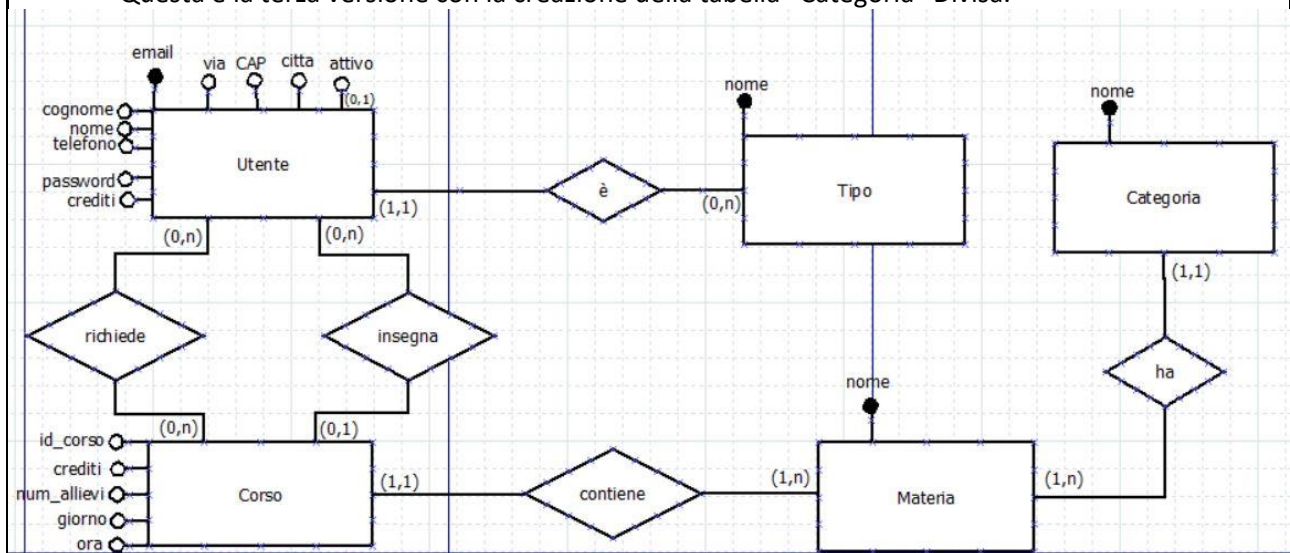 Questa è la terza versione con la creazione della tabella "Categoria" Divisa.
email
via CAP citta attivo
(0,1)
cognome
nome
telefono
password
crediti
Utente
(1,1)
è
(0,n)
nome
Tipo
nome
Categoria
(1,1)
(0,n)
(0,n)
richiede
insegna
ha
(0,n)
(0,1)
id_corso
crediti
num_allievi
giorno
ora
Corso
(1,1)
contiene
(1,n)
nome
Materia
(1,n)